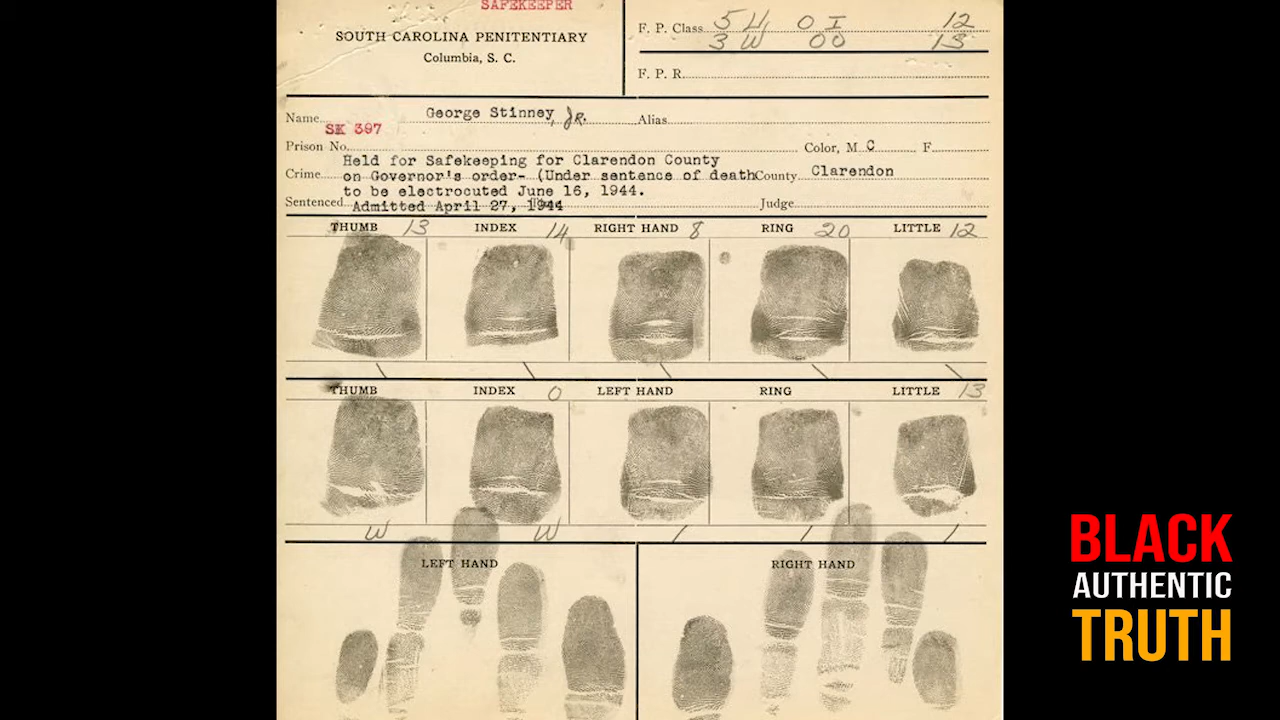 SAFEKEEPER
SOUTH CAROLINA PENITENTIARY
Columbia, S. C.
F. P. Class 5 U OI 12
3 W OO 13
F. P. R.
Name George Stinney, JR. Alias
SK 397
Prison No. Color, M C F
Crime Held for Safekeeping for Clarendon County
on Governor's order- (Under sentence of death County Clarendon
to be electrocuted June 16, 1944.
Sentenced Admitted April 27, 1944 Judge
THUMB 13 INDEX 14 RIGHT HAND 8 RING 20 LITTLE 12
\ \ \ \ \
THUMB INDEX 0 LEFT HAND RING LITTLE 13
W W / / /
LEFT HAND RIGHT HAND
BLACK
AUTHENTIC
TRUTH